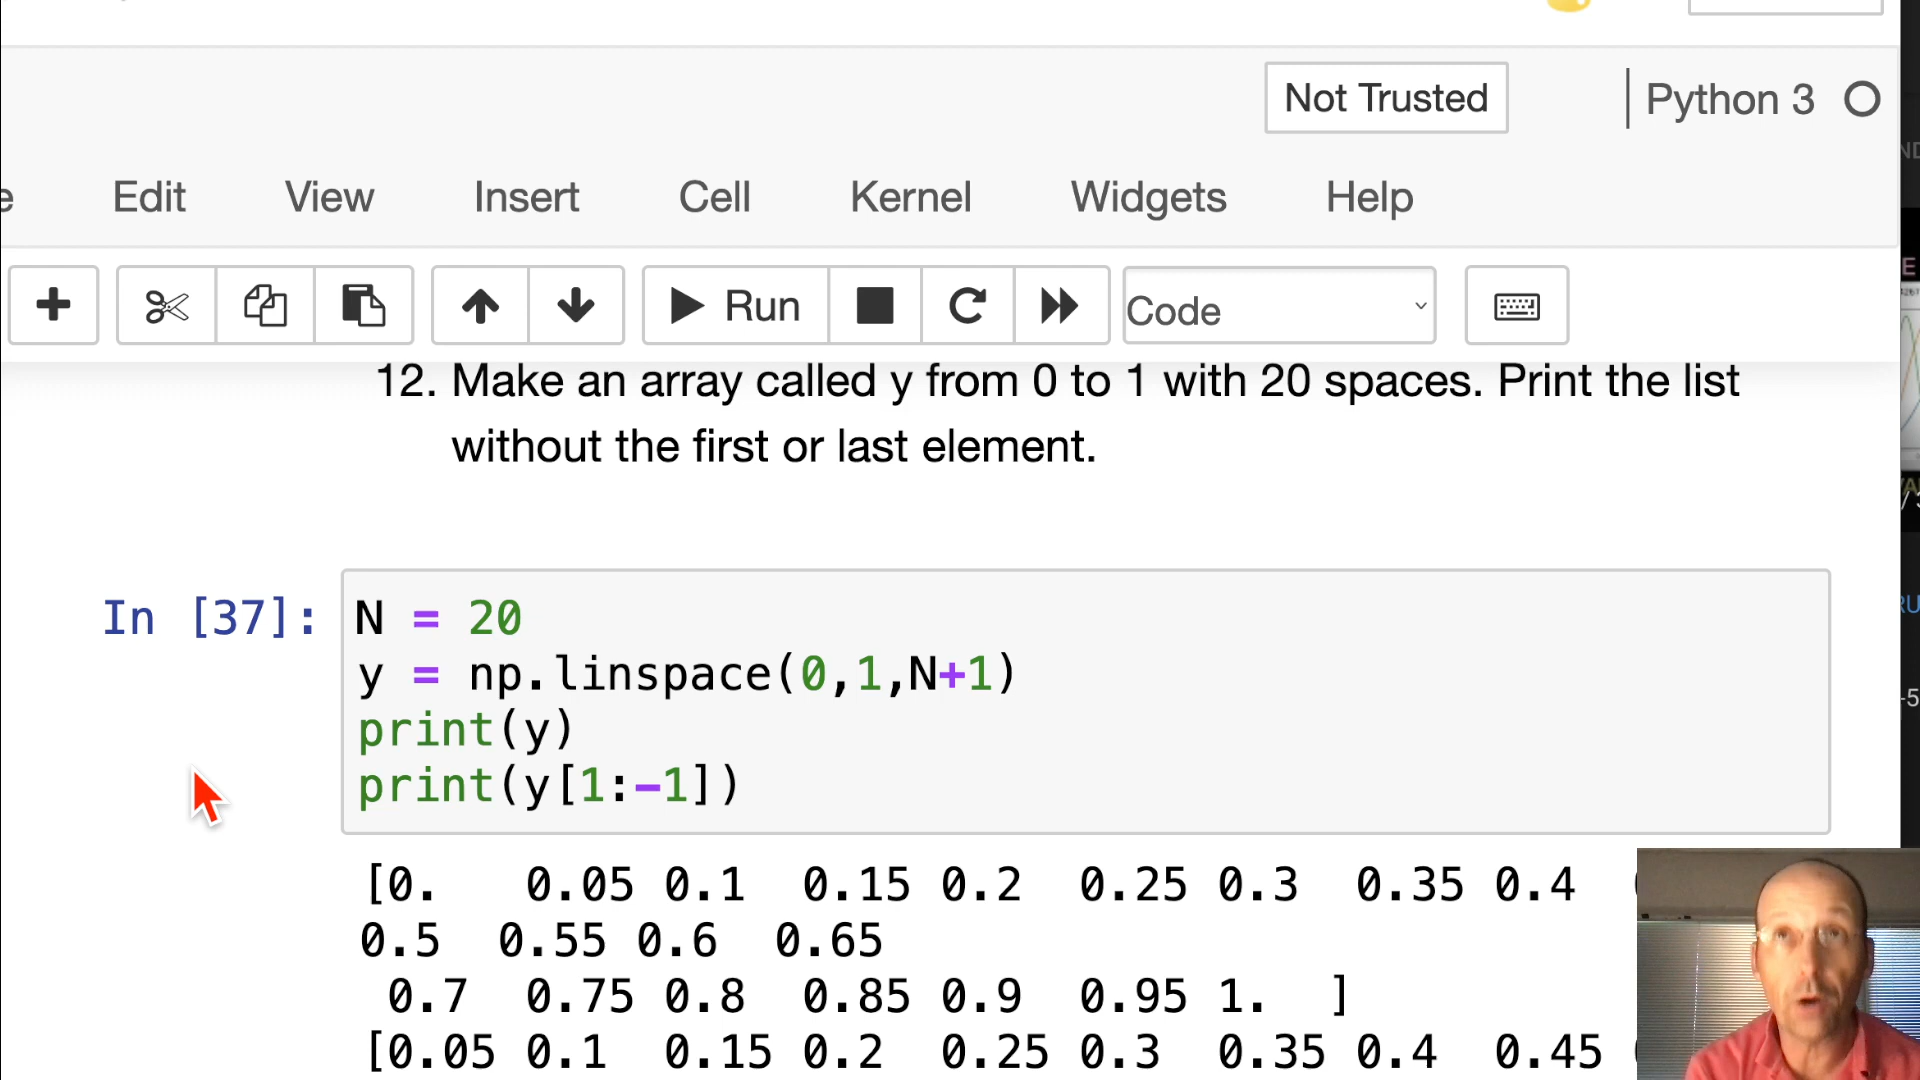 Not Trusted
Python 3
Edit View Insert Cell Kernel Widgets Help
Run
Code
12. Make an array called y from 0 to 1 with 20 spaces. Print the list
without the first or last element.
In [37]:
N = 20
y = np.linspace(0,1,N+1)
print(y)
print(y[1:-1])
[0. 0.05 0.1 0.15 0.2 0.25 0.3 0.35 0.4
0.5 0.55 0.6 0.65
0.7 0.75 0.8 0.85 0.9 0.95 1. ]
[0.05 0.1 0.15 0.2 0.25 0.3 0.35 0.4 0.45